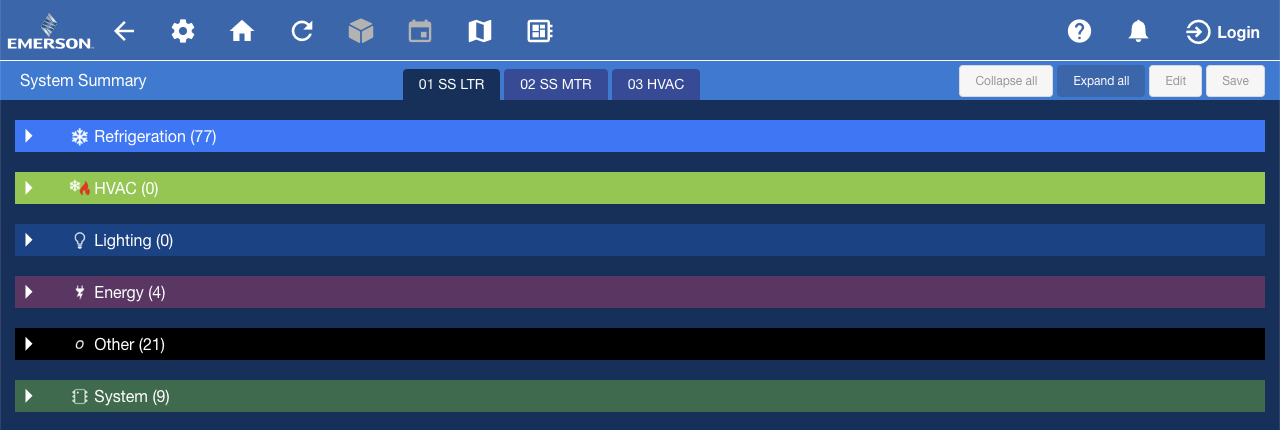 EMERSON.
Login
System Summary
01 SS LTR
02 SS MTR
03 HVAC
Collapse all
Expand all
Edit
Save
Refrigeration (77)
HVAC (0)
Lighting (0)
Energy (4)
Other (21)
System (9)